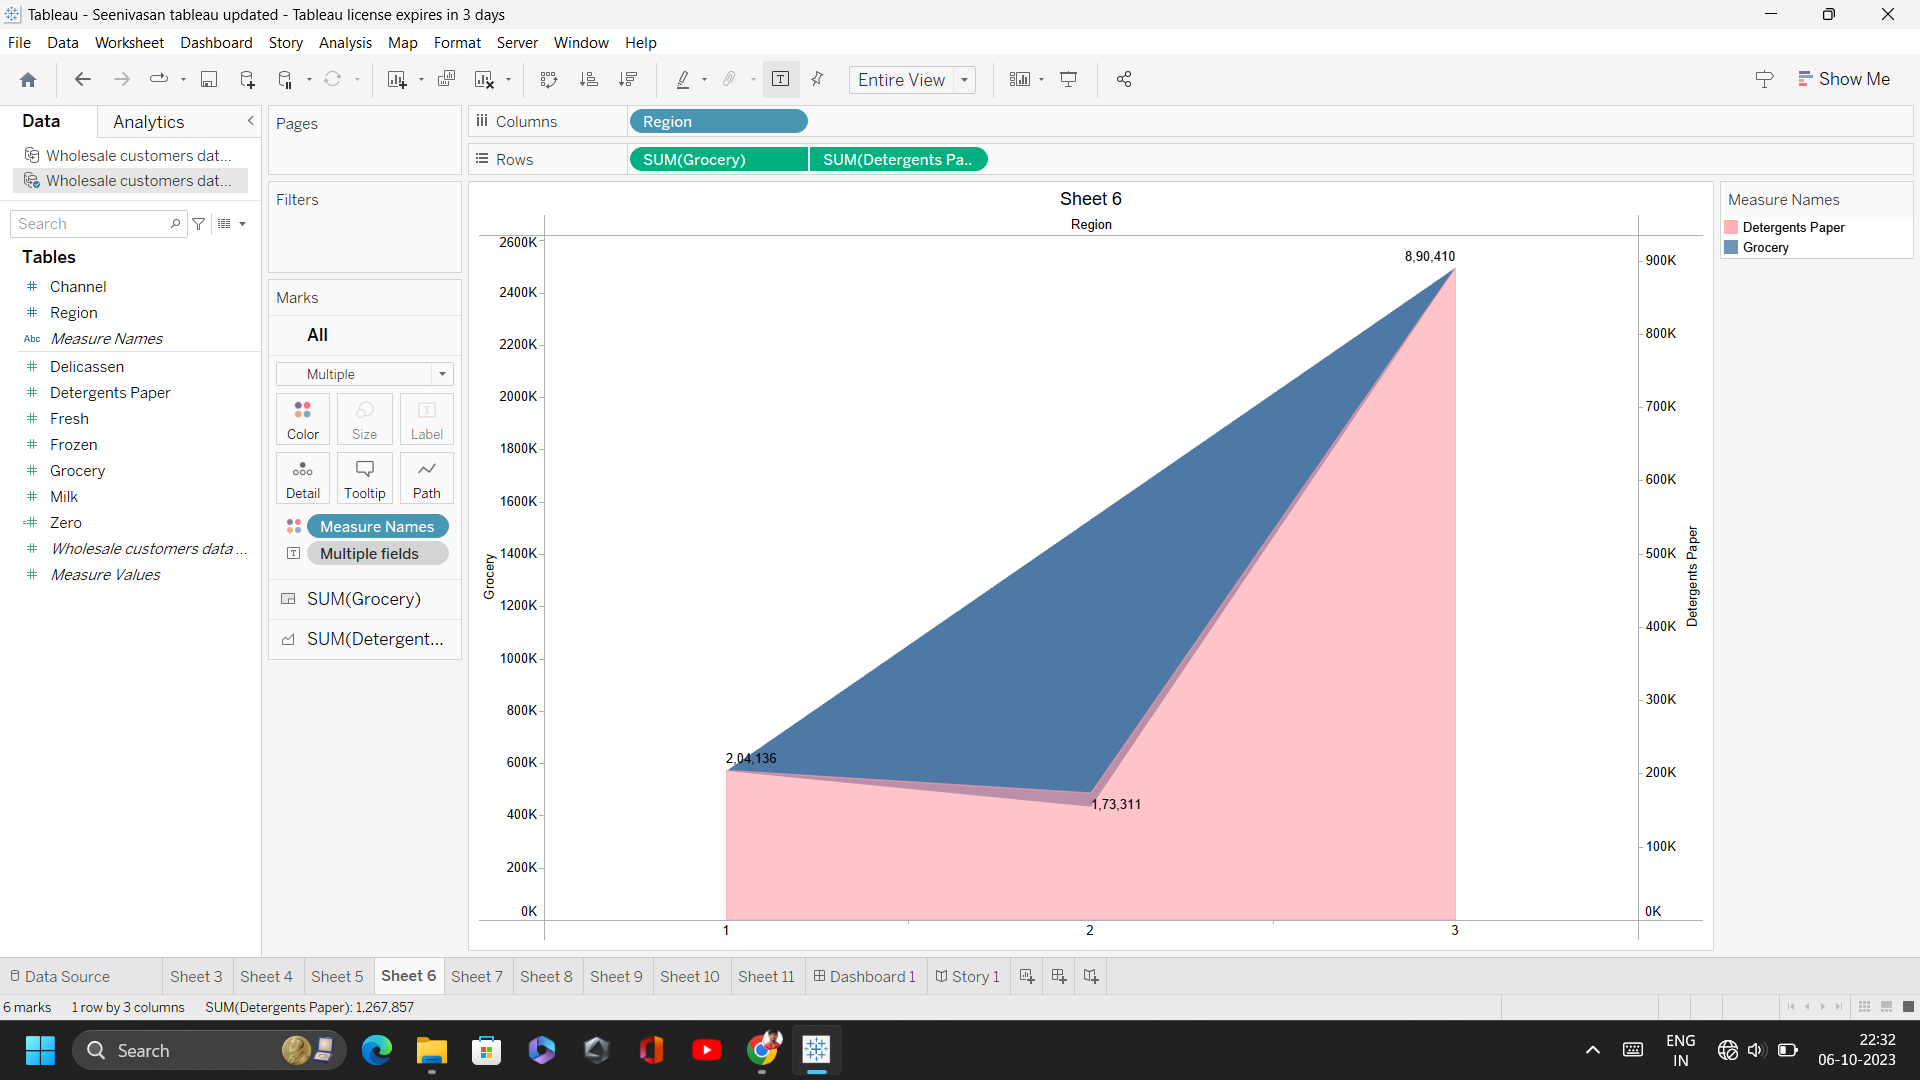 Tableau - Seenivasan tableau updated - Tableau license expires in 3 days
File Data Worksheet Dashboard Story Analysis Map Format Server Window Help
Entire View
Show Me
Data Analytics
Wholesale customers dat...
Wholesale customers dat...
Search
Tables
Channel
Region
Abc Measure Names
Delicassen
Detergents Paper
Fresh
Frozen
Grocery
Milk
Zero
Wholesale customers data ...
Measure Values
Pages
Filters
Marks
All
Multiple
Color Size Label
Detail Tooltip Path
Measure Names
Multiple fields
SUM(Grocery)
SUM(Detergent...
Columns Region
Rows SUM(Grocery) SUM(Detergents Pa..
Sheet 6
Region
2600K
2400K
2200K
2000K
1800K
1600K
1400K
1200K
1000K
800K
600K
400K
200K
0K
Grocery
8,90,410
2,04,136
1,73,311
1 2 3
900K
800K
700K
600K
500K
400K
300K
200K
100K
0K
Detergents Paper
Measure Names
Detergents Paper
Grocery
Data Source Sheet 3 Sheet 4 Sheet 5 Sheet 6 Sheet 7 Sheet 8 Sheet 9 Sheet 10 Sheet 11 Dashboard 1 Story 1
6 marks 1 row by 3 columns SUM(Detergents Paper): 1,267,857
Search
ENG
IN
22:32
06-10-2023